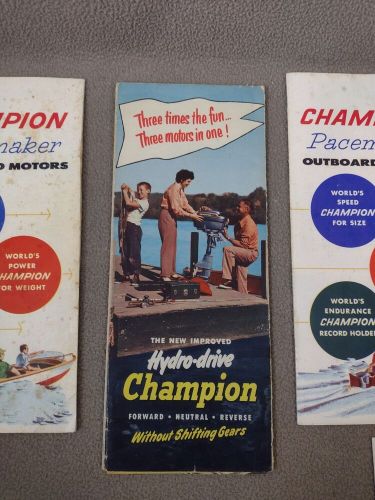 PION
maker
D MOTORS
WORLD'S
POWER
CHAMPION
FOR WEIGHT
Three times the fun...
Three motors in one!
THE NEW IMPROVED
Hydro-drive
Champion
FORWARD • NEUTRAL • REVERSE
Without Shifting Gears
CHAMP
Pacem
OUTBOARD
WORLD'S
SPEED
CHAMPION
FOR SIZE
WORLD'S
ENDURANCE
CHAMPION
RECORD HOLDER